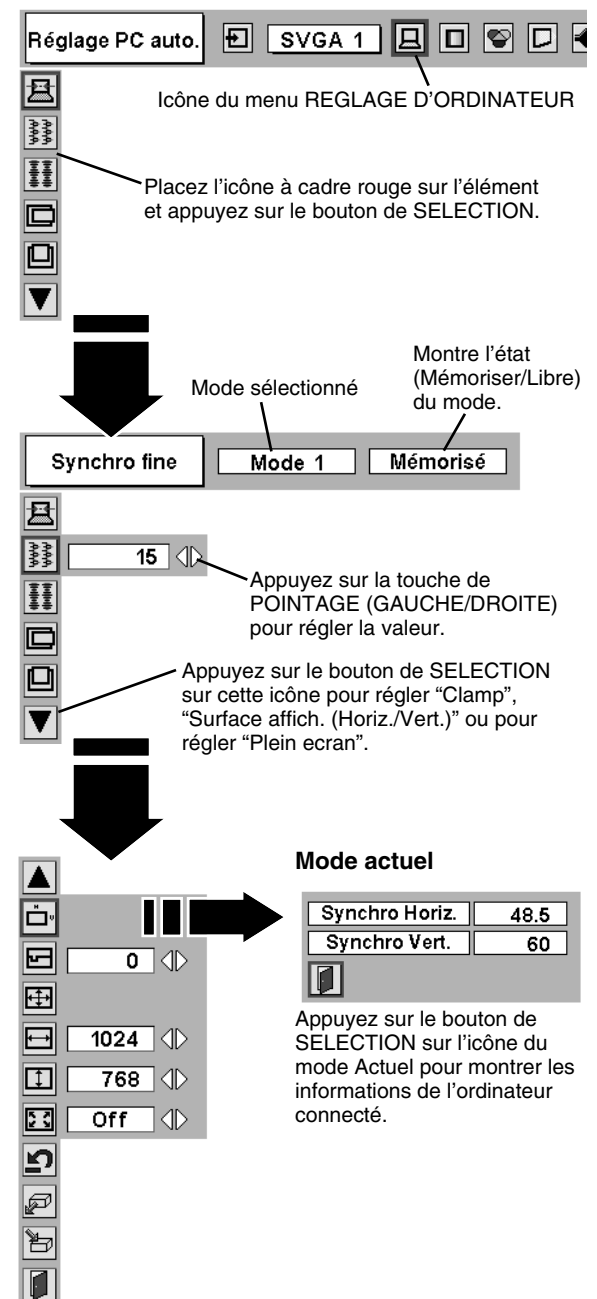 Réglage PC auto.
SVGA 1
Icône du menu REGLAGE D'ORDINATEUR
Placez l'icône à cadre rouge sur l'élément
et appuyez sur le bouton de SELECTION.
Montre l'état
(Mémoriser/Libre)
du mode.
Mode sélectionné
Synchro fine
Mode 1
Mémorisé
15
Appuyez sur la touche de
POINTAGE (GAUCHE/DROITE)
pour régler la valeur.
Appuyez sur le bouton de SELECTION
sur cette icône pour régler “Clamp”,
“Surface affich. (Horiz./Vert.)” ou pour
régler “Plein ecran”.
Mode actuel
Synchro Horiz. 48.5
Synchro Vert. 60
H
V
0
1024
768
Off
Appuyez sur le bouton de
SELECTION sur l'icône du
mode Actuel pour montrer les
informations de l'ordinateur
connecté.